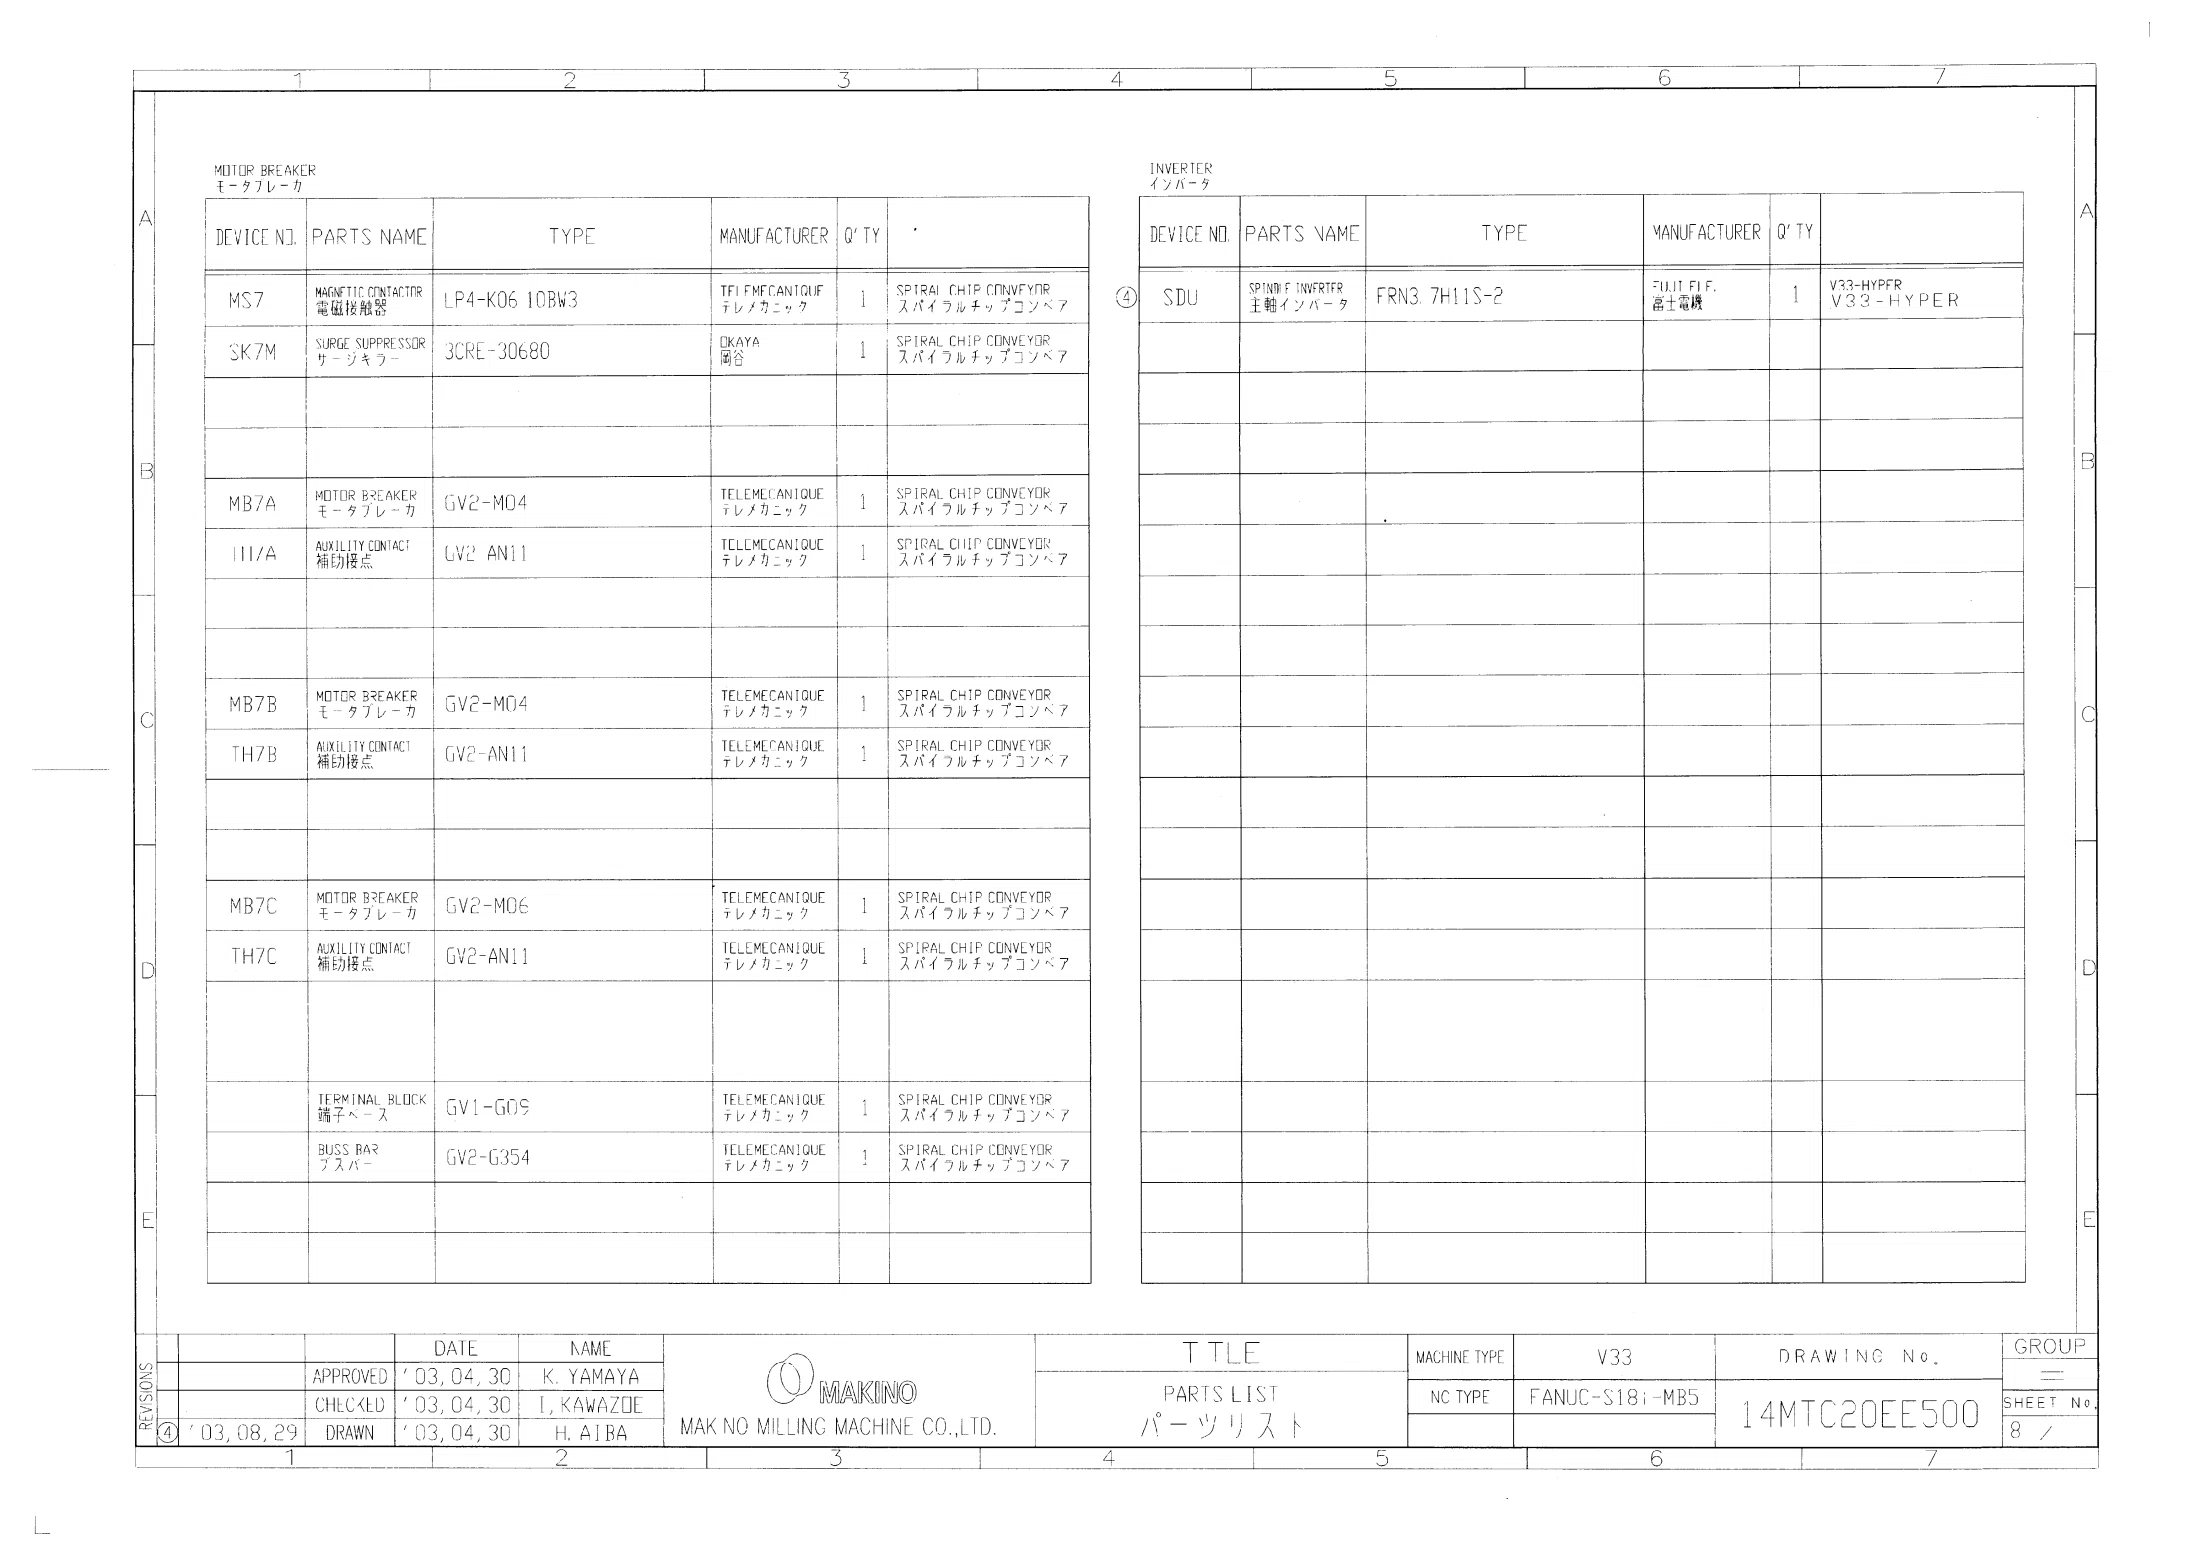 1 2 3 4 5 6 7
MOTOR BREAKER
モータブレーカ
DEVICE NO. PARTS NAME TYPE MANUFACTURER Q'TY
MS7 MAGNETIC CONTACTOR LP4-K06 10BW3 TELEMECANIQUE 1 SPIRAL CHIP CONVEYOR
電磁接触器 テレメカニック スパイラルチップコンベア
SK7M SURGE SUPPRESSOR 3CRE-30680 OKAYA 1 SPIRAL CHIP CONVEYOR
サージキラー 岡谷 スパイラルチップコンベア
MB7A MOTOR BREAKER GV2-M04 TELEMECANIQUE 1 SPIRAL CHIP CONVEYOR
モータブレーカ テレメカニック スパイラルチップコンベア
AUXILITY CONTACT GV2 AN11 TELEMECANIQUE 1 SPIRAL CHIP CONVEYOR
補助接点 テレメカニック スパイラルチップコンベア
MB7B MOTOR BREAKER GV2-M04 TELEMECANIQUE 1 SPIRAL CHIP CONVEYOR
モータブレーカ テレメカニック スパイラルチップコンベア
TH7B AUXILITY CONTACT GV2-AN11 TELEMECANIQUE 1 SPIRAL CHIP CONVEYOR
補助接点 テレメカニック スパイラルチップコンベア
MB7C MOTOR BREAKER GV2-M06 TELEMECANIQUE 1 SPIRAL CHIP CONVEYOR
モータブレーカ テレメカニック スパイラルチップコンベア
TH7C AUXILITY CONTACT GV2-AN11 TELEMECANIQUE 1 SPIRAL CHIP CONVEYOR
補助接点 テレメカニック スパイラルチップコンベア
TERMINAL BLOCK GV1-G09 TELEMECANIQUE 1 SPIRAL CHIP CONVEYOR
端子ベース テレメカニック スパイラルチップコンベア
BUSS BAR GV2-G354 TELEMECANIQUE 1 SPIRAL CHIP CONVEYOR
ブスバー テレメカニック スパイラルチップコンベア
INVERTER
インバータ
DEVICE NO. PARTS NAME TYPE MANUFACTURER Q'TY
④ SDU SPINDLE INVERTER FRN3.7H11S-2 FUJI ELE. 1 V33-HYPER
主軸インバータ 富士電機 V33-HYPER
A A
B B
C C
D D
E E
REVISIONS
④ '03,08,29
DATE NAME
APPROVED '03,04,30 K. YAMAYA
CHECKED '03,04,30 I, KAWAZOE
DRAWN '03,04,30 H. AIBA
MAKINO
MAKINO MILLING MACHINE CO.,LTD.
TITLE
PARTS LIST
パーツリスト
MACHINE TYPE V33
NC TYPE FANUC-S18i-MB5
DRAWING No.
14MTC20EE500
GROUP
=
SHEET No.
8 /
1 2 3 4 5 6 7